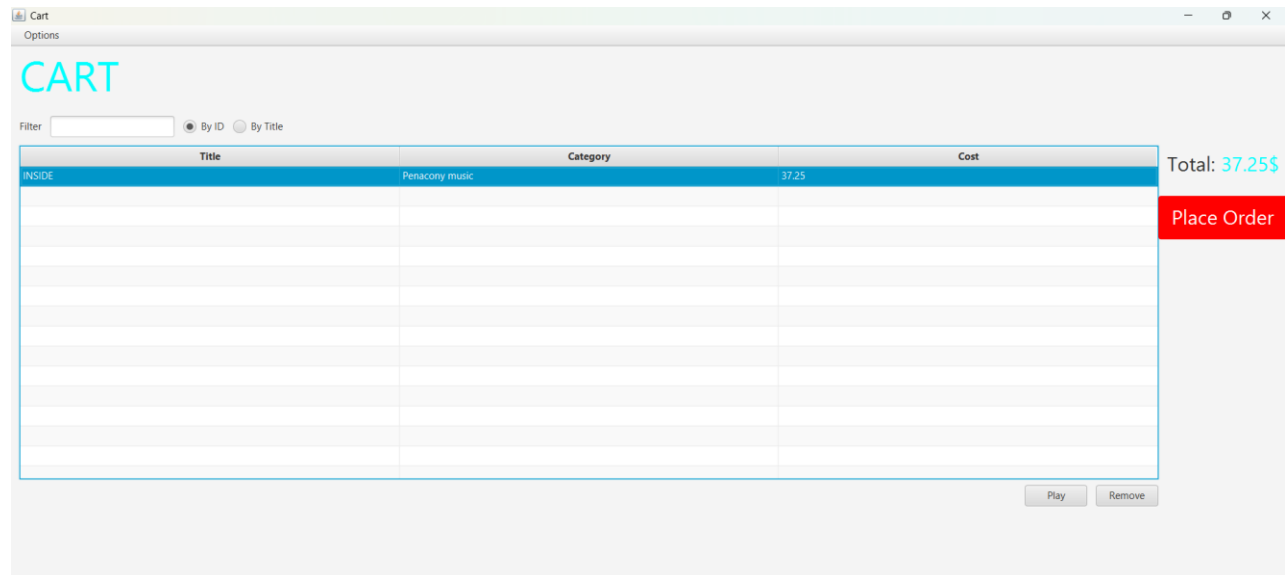 Cart
Options
CART
Filter By ID By Title
Title Category Cost
INSIDE Penacony music 37.25
Total: 37.25$
Place Order
Play Remove